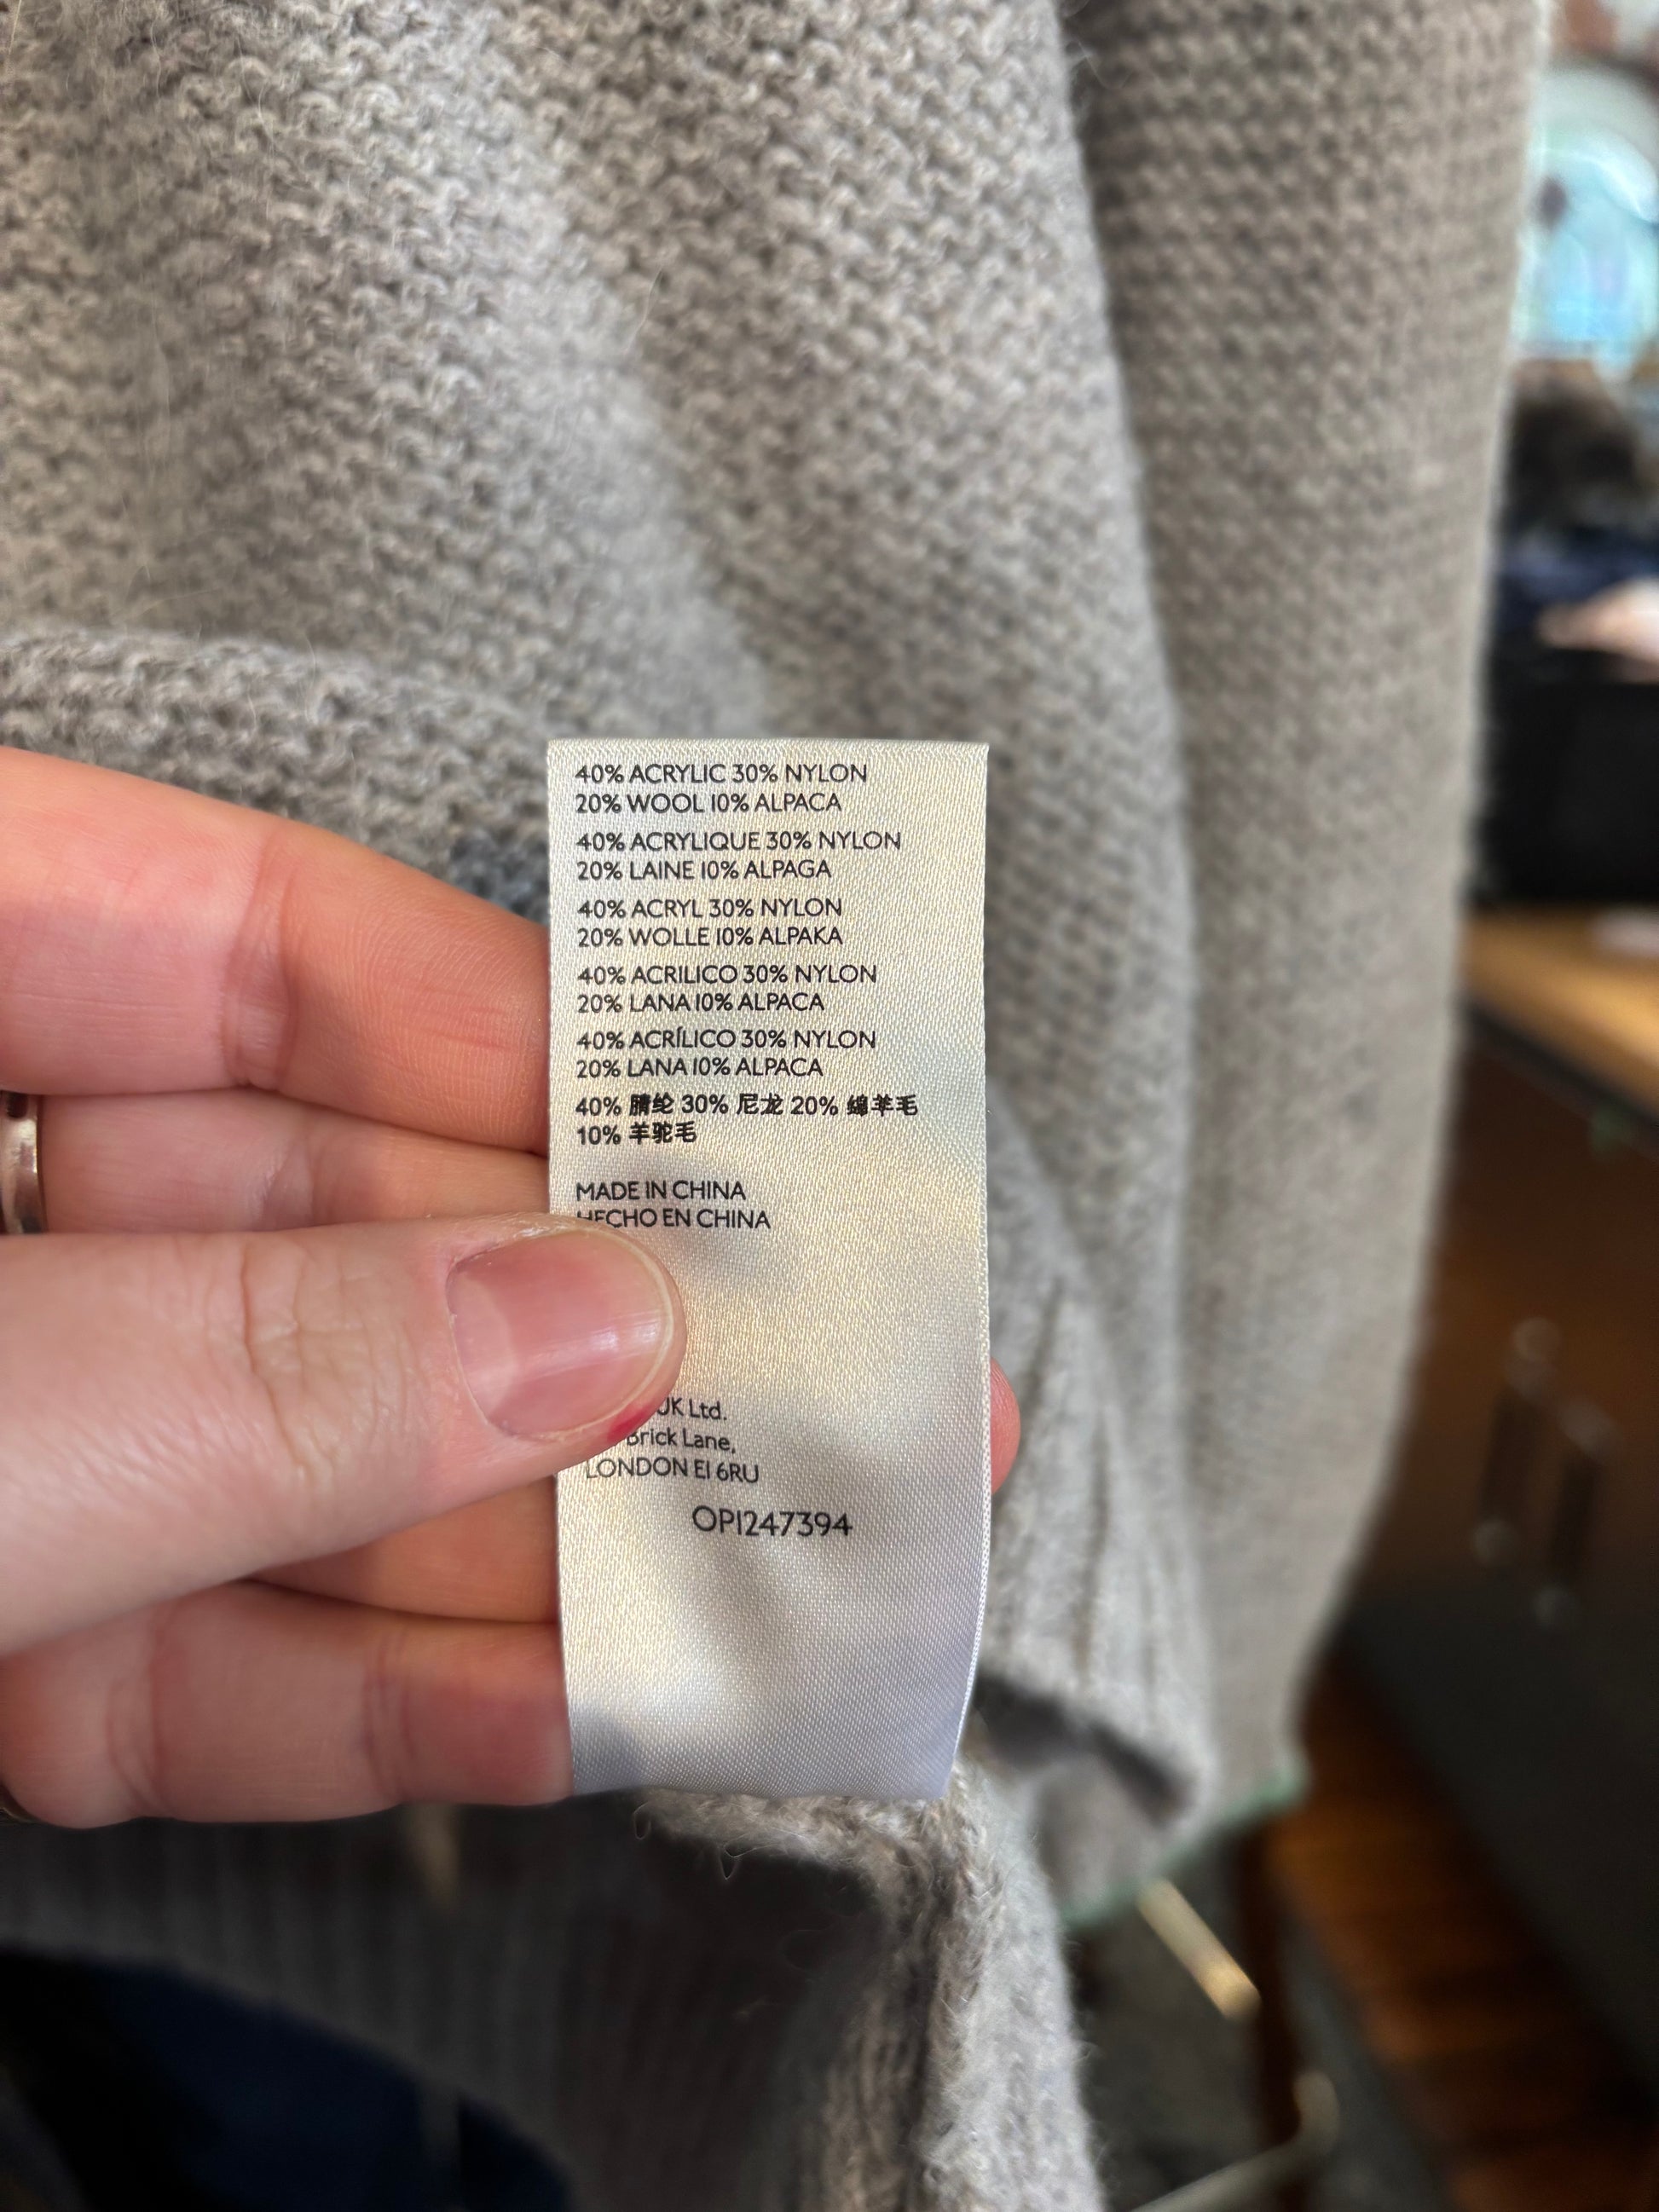 40% ACRYLIC 30% NYLON
20% WOOL 10% ALPACA
40% ACRYLIQUE 30% NYLON
20% LAINE 10% ALPAGA
40% ACRYL 30% NYLON
20% WOLLE 10% ALPAKA
40% ACRILICO 30% NYLON
20% LANA 10% ALPACA
40% ACRÍLICO 30% NYLON
20% LANA 10% ALPACA
40% 腈纶 30% 尼龙 20% 绵羊毛
10% 羊驼毛
MADE IN CHINA
HECHO EN CHINA
UK Ltd.
Brick Lane,
LONDON E1 6RU
OP1247394